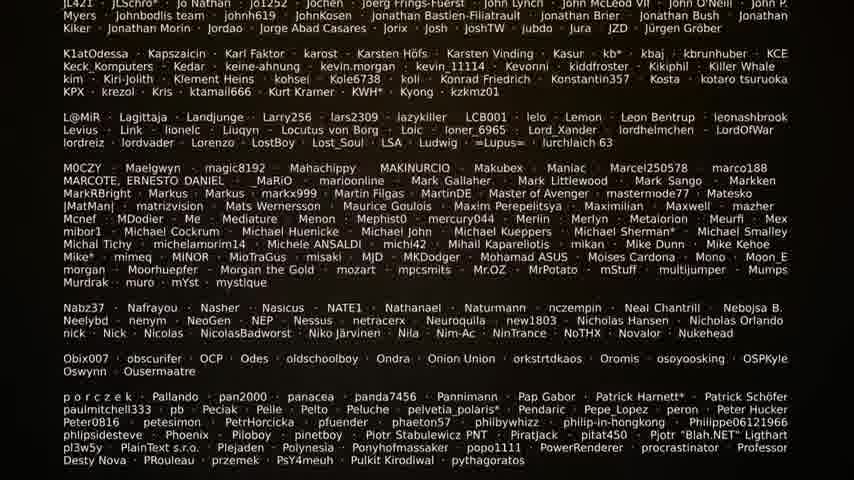 JL421 · JLSchro* · Jo Nathan · jo1252 · Jochen · Joerg Frings-Fuerst · John Lynch · John McLeod VII · John O'Neill · John P.
Myers · Johnbodlis team · johnh619 · JohnKosen · Jonathan Bastien-Filiatrault · Jonathan Brier · Jonathan Bush · Jonathan
Kiker · Jonathan Morin · Jordao · Jorge Abad Casares · Jorix · Josh · JoshTW · jubdo · Jura · JZD · Jürgen Gröber
K1atOdessa · Kapszaicin · Karl Faktor · karost · Karsten Höfs · Karsten Vinding · Kasur · kb* · kbaj · kbrunhuber · KCE
Keck_Komputers · Kedar · keine-ahnung · kevin.morgan · kevin_11114 · Kevonni · kiddfroster · Kikiphil · Killer Whale
kim · Kiri-Jolith · Klement Heins · kohsei · Kole6738 · koli · Konrad Friedrich · Konstantin357 · Kosta · kotaro tsuruoka
KPX · krezol · Kris · ktamail666 · Kurt Kramer · KWH* · Kyong · kzkmz01
L@MiR · Lagittaja · Landjunge · Larry256 · lars2309 · lazykiller · LCB001 · lelo · Lemon · Leon Bentrup · leonashbrook
Levius · Link · lionelc · Liuqyn · Locutus von Borg · Loic · loner_6965 · Lord_Xander · lordhelmchen · LordOfWar
lordreiz · lordvader · Lorenzo · LostBoy · Lost_Soul · LSA · Ludwig · =Lupus= · lurchlaich 63
M0CZY · Maelgwyn · magic8192 · Mahachippy · MAKINURCIO · Makubex · Maniac · Marcel250578 · marco188
MARCOTE, ERNESTO DANIEL · _MaRiO · marioonline · Mark Gallaher · Mark Littlewood · Mark Sango · Markken
MarkRBright · Markus · Markus · markx999 · Martin Filgas · MartinDE · Master of Avenger · mastermode77 · Matesko
|MatMan| · matrizvision · Mats Wernersson · Maurice Goulois · Maxim Perepelitsya · Maximilian · Maxwell · mazher
Mcnef · MDodier · Me · Mediature · Menon · Mephist0 · mercury044 · Merlin · Merlyn · Metalorion · Meurfi · Mex
mibor1 · Michael Cockrum · Michael Huenicke · Michael John · Michael Kueppers · Michael Sherman* · Michael Smalley
Michal Tichy · michelamorim14 · Michele ANSALDI · michi42 · Mihail Kapareliotis · mikan · Mike Dunn · Mike Kehoe
Mike* · mimeq · MiNOR · MioTraGus · misaki · MJD · MKDodger · Mohamad ASUS · Moises Cardona · Mono · Moon_E
morgan · Moorhuepfer · Morgan the Gold · mozart · mpcsmits · Mr.OZ · MrPotato · mStuff · multijumper · Mumps
Murdrak · muro · mYst · mystique
Nabz37 · Nafrayou · Nasher · Nasicus · NATE1 · Nathanael · Naturmann · nczempin · Neal Chantrill · Nebojsa B.
Neelybd · nenym · NeoGen · NEP · Nessus · netracerx · Neuroquila · new1803 · Nicholas Hansen · Nicholas Orlando
nick · Nick · Nicolas · NicolasBadworst · Niko Järvinen · Nila · Nim-Ac · NinTrance · NoTHX · Novalor · Nukehead
Obix007 · obscurifer · OCP · Odes · oldschoolboy · Ondra · Onion Union · orkstrtdkaos · Oromis · osoyoosking · OSPKyle
Oswynn · Ousermaatre
p o r c z e k · Pallando · pan2000 · panacea · panda7456 · Pannimann · Pap Gabor · Patrick Harnett* · Patrick Schöfer
paulmitchell333 · pb · Peciak · Pelle · Pelto · Peluche · pelvetia_polaris* · Pendaric · Pepe_Lopez · peron · Peter Hucker
Peter0816 · petesimon · PetrHorcicka · pfuender · phaeton57 · philbywhizz · philip-in-hongkong · Philippe06121966
phlipsidesteve · Phoenix · Piloboy · pinetboy · Piotr Stabulewicz PNT · PiratJack · pitat450 · Pjotr "Blah.NET" Ligthart
pl3w5y · PlainText s.r.o. · Plejaden · Polynesia · Ponyhofmassaker · popo1111 · PowerRenderer · procrastinator · Professor
Desty Nova · PRouleau · przemek · PsY4meuh · Pulkit Kirodiwal · pythagoratos